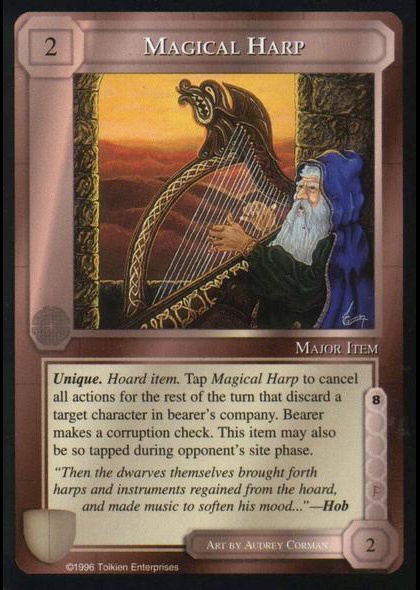 2
MAGICAL HARP
MAJOR ITEM
Unique. Hoard item. Tap Magical Harp to cancel
all actions for the rest of the turn that discard a
target character in bearer's company. Bearer
makes a corruption check. This item may also
be so tapped during opponent's site phase.
8
"Then the dwarves themselves brought forth
harps and instruments regained from the hoard,
and made music to soften his mood..."—Hob
F
ART BY AUDREY CORMAN
2
©1996 Tolkien Enterprises